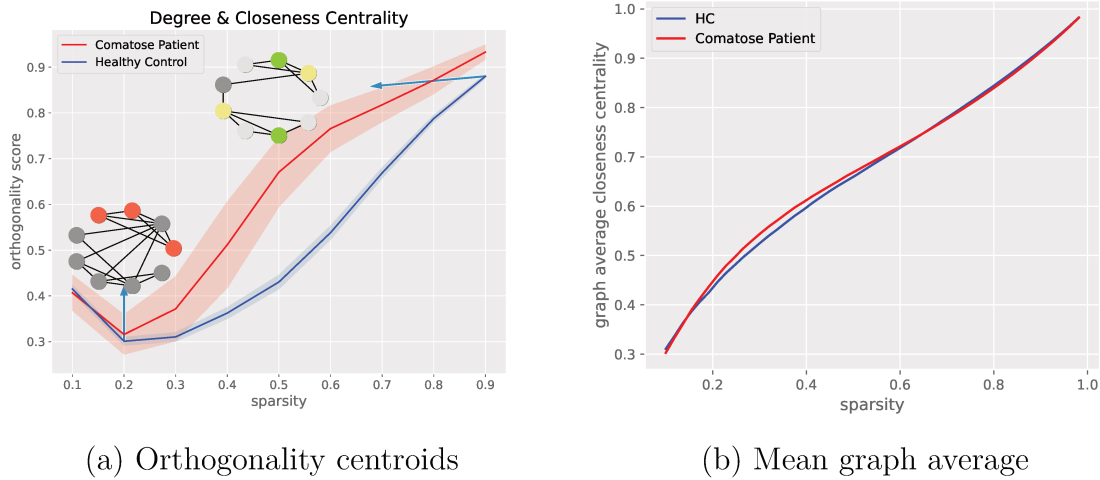 Degree & Closeness Centrality
Comatose Patient
Healthy Control
orthogonality score
0.9
0.8
0.7
0.6
0.5
0.4
0.3
0.1 0.2 0.3 0.4 0.5 0.6 0.7 0.8 0.9
sparsity
(a) Orthogonality centroids
HC
Comatose Patient
graph average closeness centrality
1.0
0.9
0.8
0.7
0.6
0.5
0.4
0.3
0.2 0.4 0.6 0.8 1.0
sparsity
(b) Mean graph average